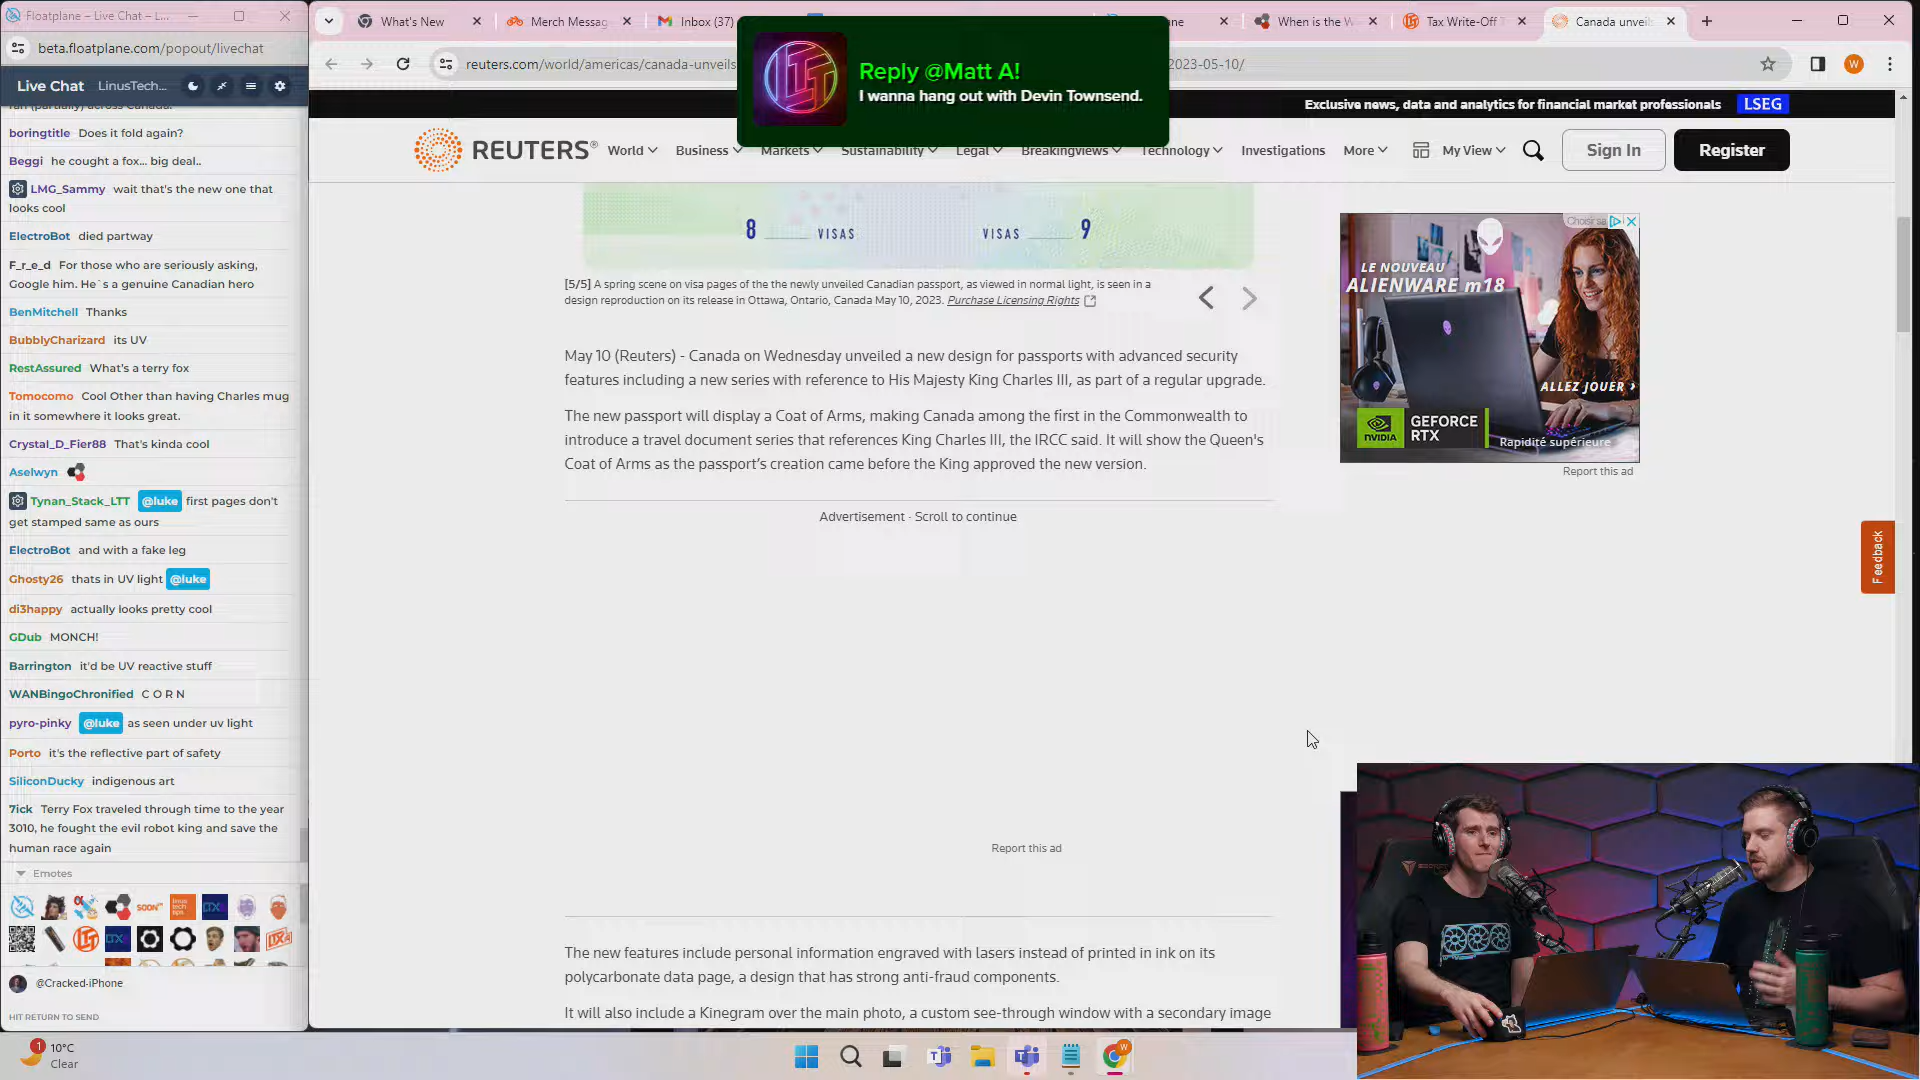 Floatplane – Live Chat – L...
beta.floatplane.com/popout/livechat
Live Chat LinusTech...
fan (partially) across Canada.
boringtitle Does it fold again?
Beggi he cought a fox... big deal..
LMG_Sammy wait that's the new one that
looks cool
ElectroBot died partway
F_r_e_d For those who are seriously asking,
Google him. He`s a genuine Canadian hero
BenMitchell Thanks
BubblyCharizard its UV
RestAssured What's a terry fox
Tomocomo Cool Other than having Charles mug
in it somewhere it looks great.
Crystal_D_Fier88 That's kinda cool
Aselwyn
Tynan_Stack_LTT @luke first pages don't
get stamped same as ours
ElectroBot and with a fake leg
Ghosty26 thats in UV light @luke
di3happy actually looks pretty cool
GDub MONCH!
Barrington it'd be UV reactive stuff
WANBingoChronified C O R N
pyro-pinky @luke as seen under uv light
Porto it's the reflective part of safety
SiliconDucky indigenous art
7ick Terry Fox traveled through time to the year
3010, he fought the evil robot king and save the
human race again
Emotes
SOON
@Cracked-iPhone
HIT RETURN TO SEND
What's New
Merch Messag
Inbox (37)
ne
When is the W
Tax Write-Off
Canada unveils
reuters.com/world/americas/canada-unveils
2023-05-10/
Reply @Matt A!
I wanna hang out with Devin Townsend.
Exclusive news, data and analytics for financial market professionals LSEG
REUTERS® World Business Markets Sustainability Legal Breakingviews Technology Investigations More My View Sign In Register
8 VISAS VISAS 9
[5/5] A spring scene on visa pages of the the newly unveiled Canadian passport, as viewed in normal light, is seen in a
design reproduction on its release in Ottawa, Ontario, Canada May 10, 2023. Purchase Licensing Rights
May 10 (Reuters) - Canada on Wednesday unveiled a new design for passports with advanced security
features including a new series with reference to His Majesty King Charles III, as part of a regular upgrade.
The new passport will display a Coat of Arms, making Canada among the first in the Commonwealth to
introduce a travel document series that references King Charles III, the IRCC said. It will show the Queen's
Coat of Arms as the passport's creation came before the King approved the new version.
Advertisement · Scroll to continue
Report this ad
The new features include personal information engraved with lasers instead of printed in ink on its
polycarbonate data page, a design that has strong anti-fraud components.
It will also include a Kinegram over the main photo, a custom see-through window with a secondary image
LE NOUVEAU
ALIENWARE m18
ALLEZ JOUER ›
NVIDIA
GEFORCE
RTX
Rapidité supérieure
Report this ad
Feedback
1
10°C
Clear